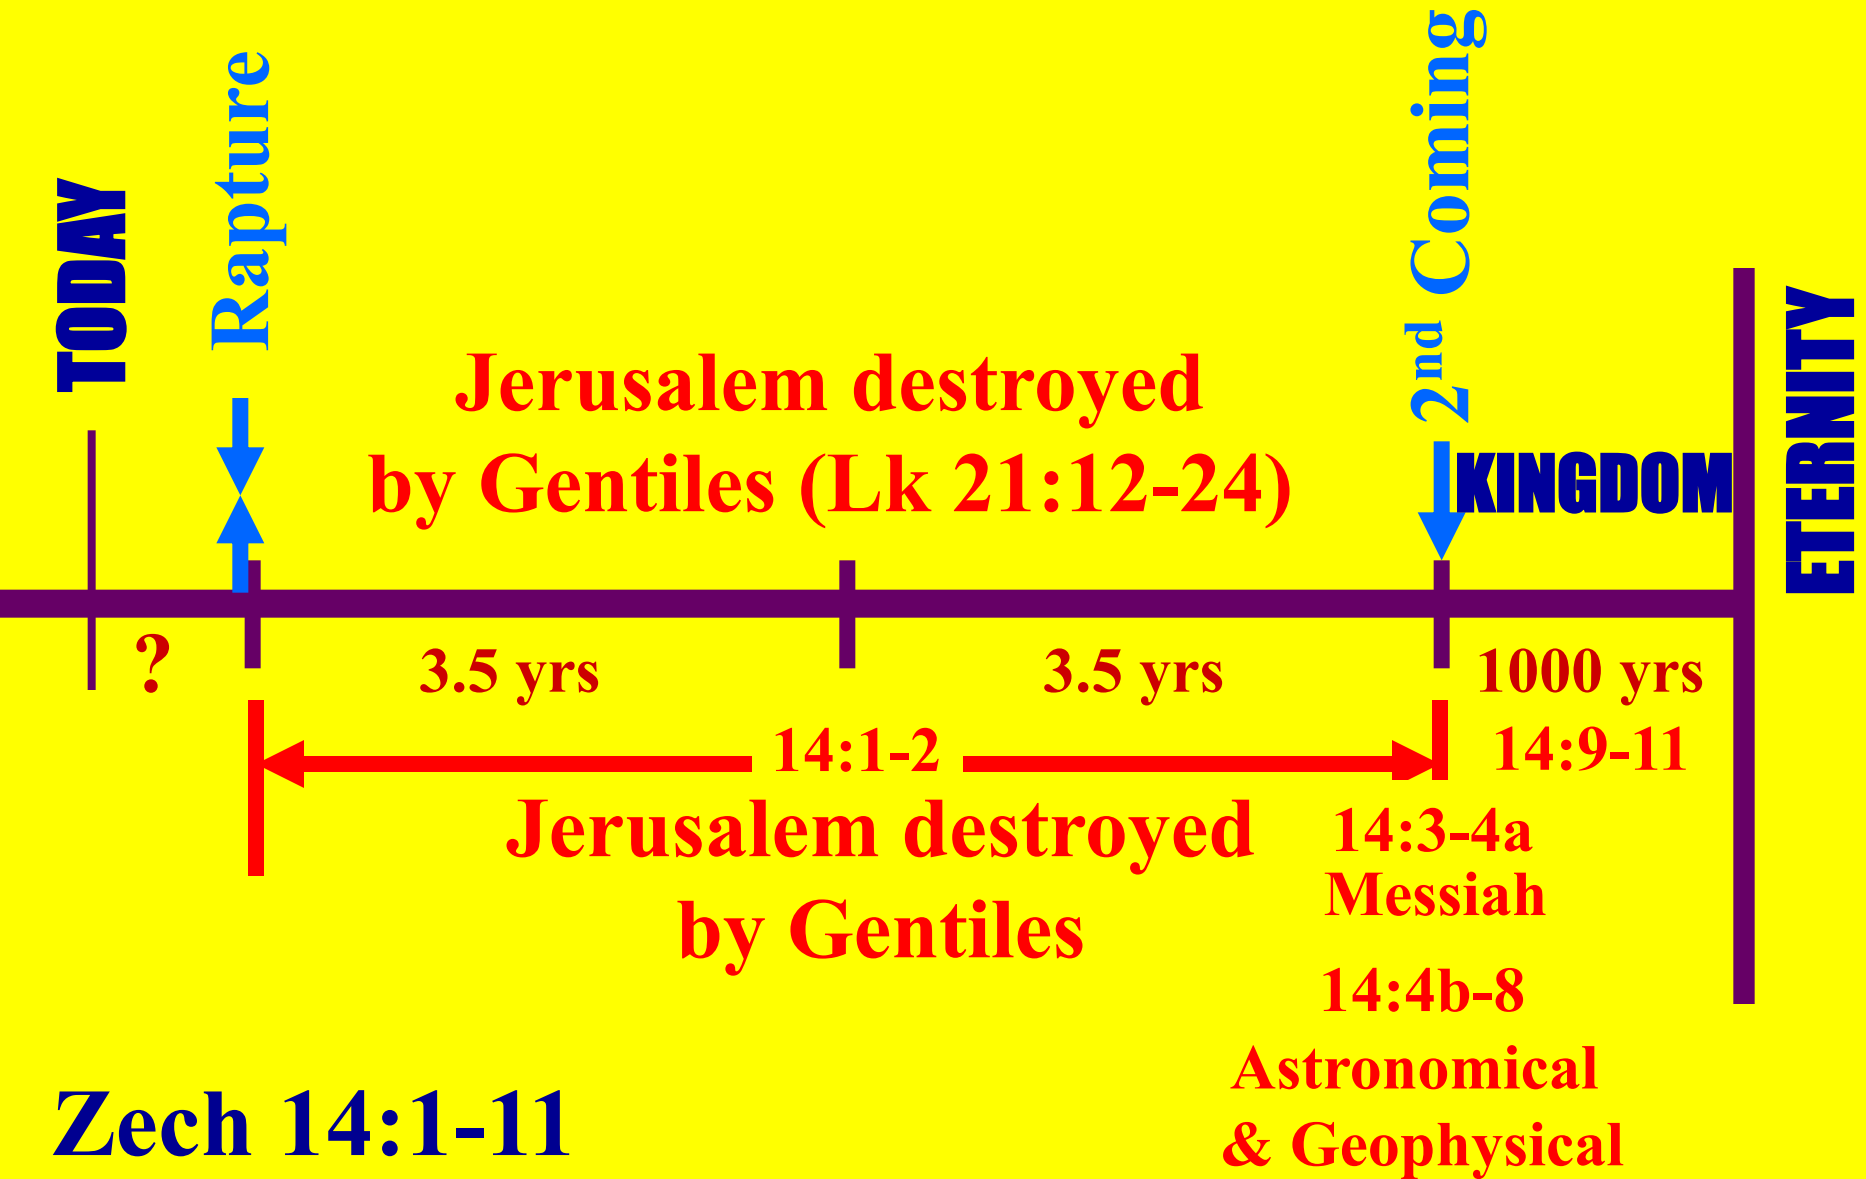 TODAY
Rapture
2nd Coming
ETERNITY
Jerusalem destroyed
by Gentiles (Lk 21:12-24)
KINGDOM
?
3.5 yrs
3.5 yrs
1000 yrs
14:1-2
14:9-11
Jerusalem destroyed
by Gentiles
14:3-4a
Messiah
14:4b-8
Astronomical
& Geophysical
Zech 14:1-11